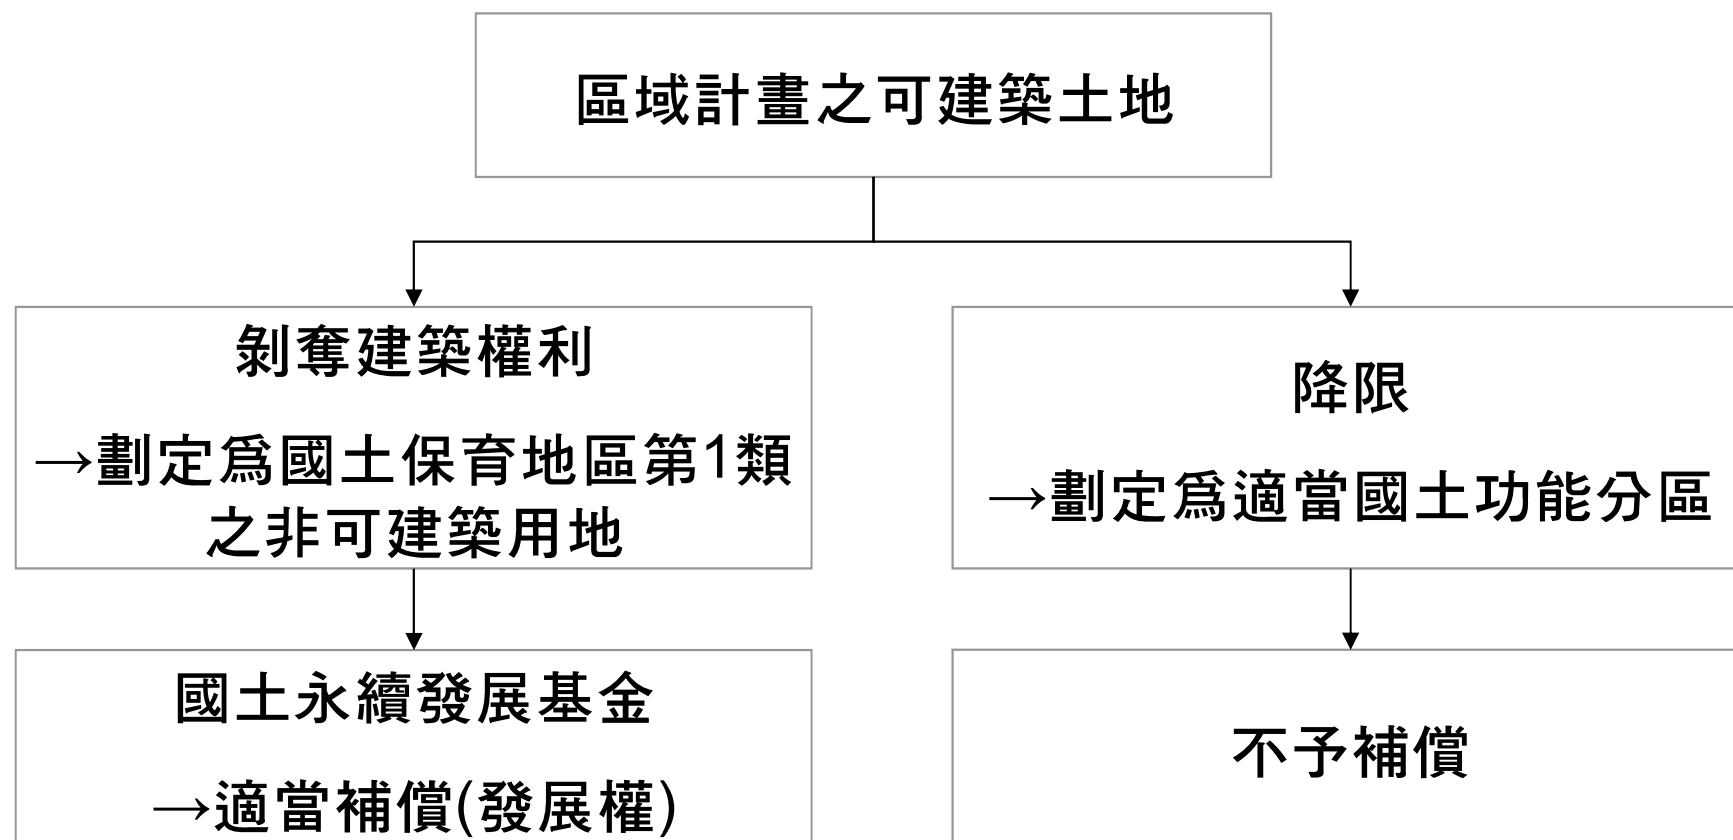 區域計畫之可建築土地
剝奪建築權利
→劃定為國土保育地區第1類
之非可建築用地
降限
→劃定為適當國土功能分區
國土永續發展基金
→適當補償(發展權)
不予補償